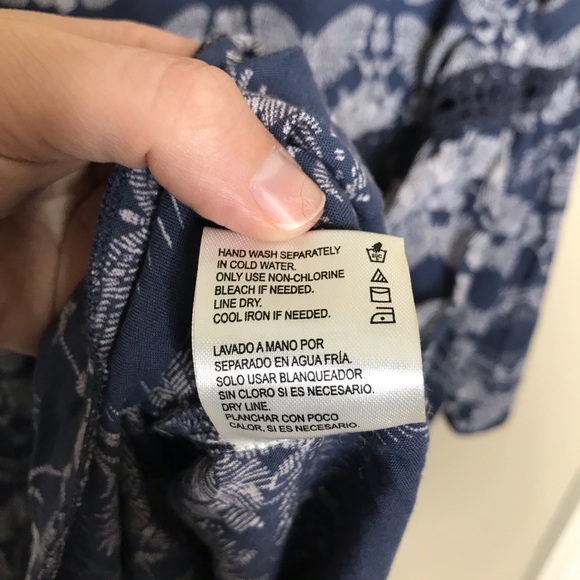 HAND WASH SEPARATELY
IN COLD WATER.
ONLY USE NON-CHLORINE
BLEACH IF NEEDED.
LINE DRY.
COOL IRON IF NEEDED.
LAVADO A MANO POR
SEPARADO EN AGUA FRÍA.
SOLO USAR BLANQUEADOR
SIN CLORO SI ES NECESARIO.
DRY LINE.
PLANCHAR CON POCO
CALOR, SI ES NECESARIO.